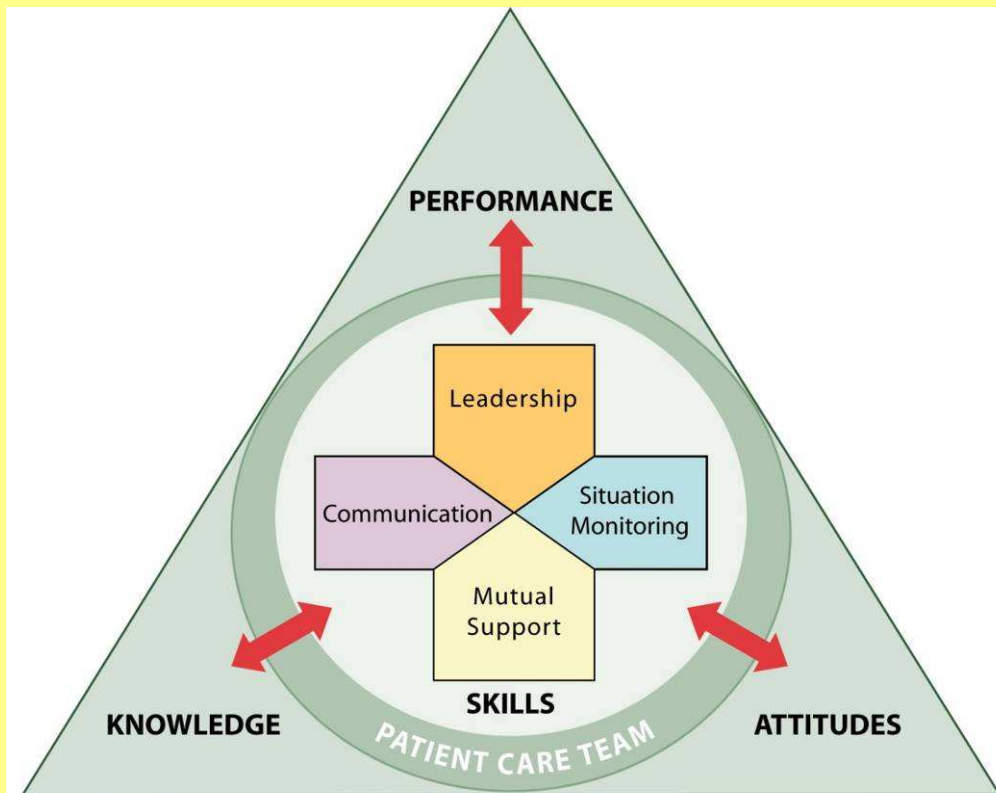 PERFORMANCE
Leadership
Communication
Situation
Monitoring
Mutual
Support
SKILLS
KNOWLEDGE
ATTITUDES
PATIENT CARE TEAM